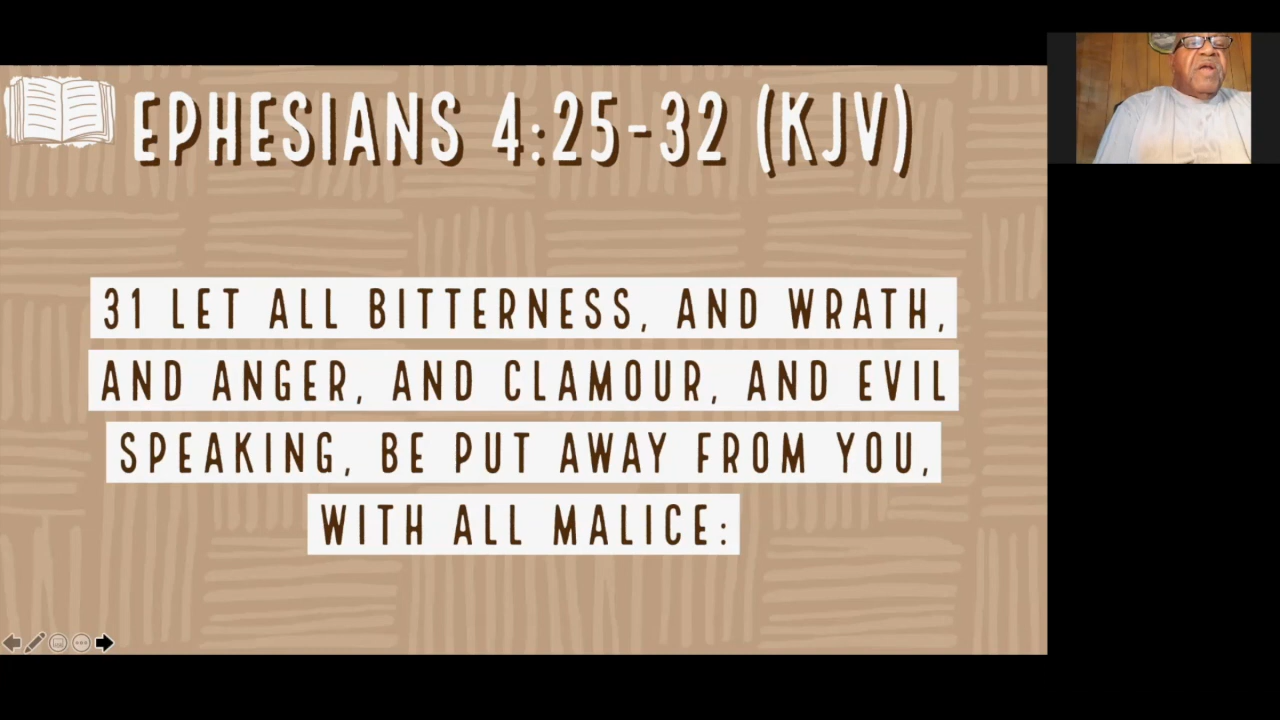 EPHESIANS 4:25-32 (KJV)
31 LET ALL BITTERNESS, AND WRATH,
AND ANGER, AND CLAMOUR, AND EVIL
SPEAKING, BE PUT AWAY FROM YOU,
WITH ALL MALICE: